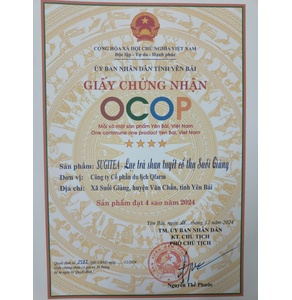 CỘNG HÒA XÃ HỘI CHỦ NGHĨA VIỆT NAM
Độc lập - Tự do - Hạnh phúc
ỦY BAN NHÂN DÂN TỈNH YÊN BÁI
GIẤY CHỨNG NHẬN
OCOP
Mỗi xã một sản phẩm Yên Bái, Việt Nam
One commune one product Yen Bai, Viet Nam
Sản phẩm: SUGITEA - Lục trà shan tuyết cổ thụ Suối Giàng
Đơn vị: Công ty Cổ phần du lịch Qfarm
Địa chỉ: Xã Suối Giàng, huyện Văn Chấn, tỉnh Yên Bái
Sản phẩm đạt 4 sao năm 2024
Yên Bái, ngày tháng 12 năm 2024
TM. ỦY BAN NHÂN DÂN
KT. CHỦ TỊCH
PHÓ CHỦ TỊCH
Nguyễn Thế Phước